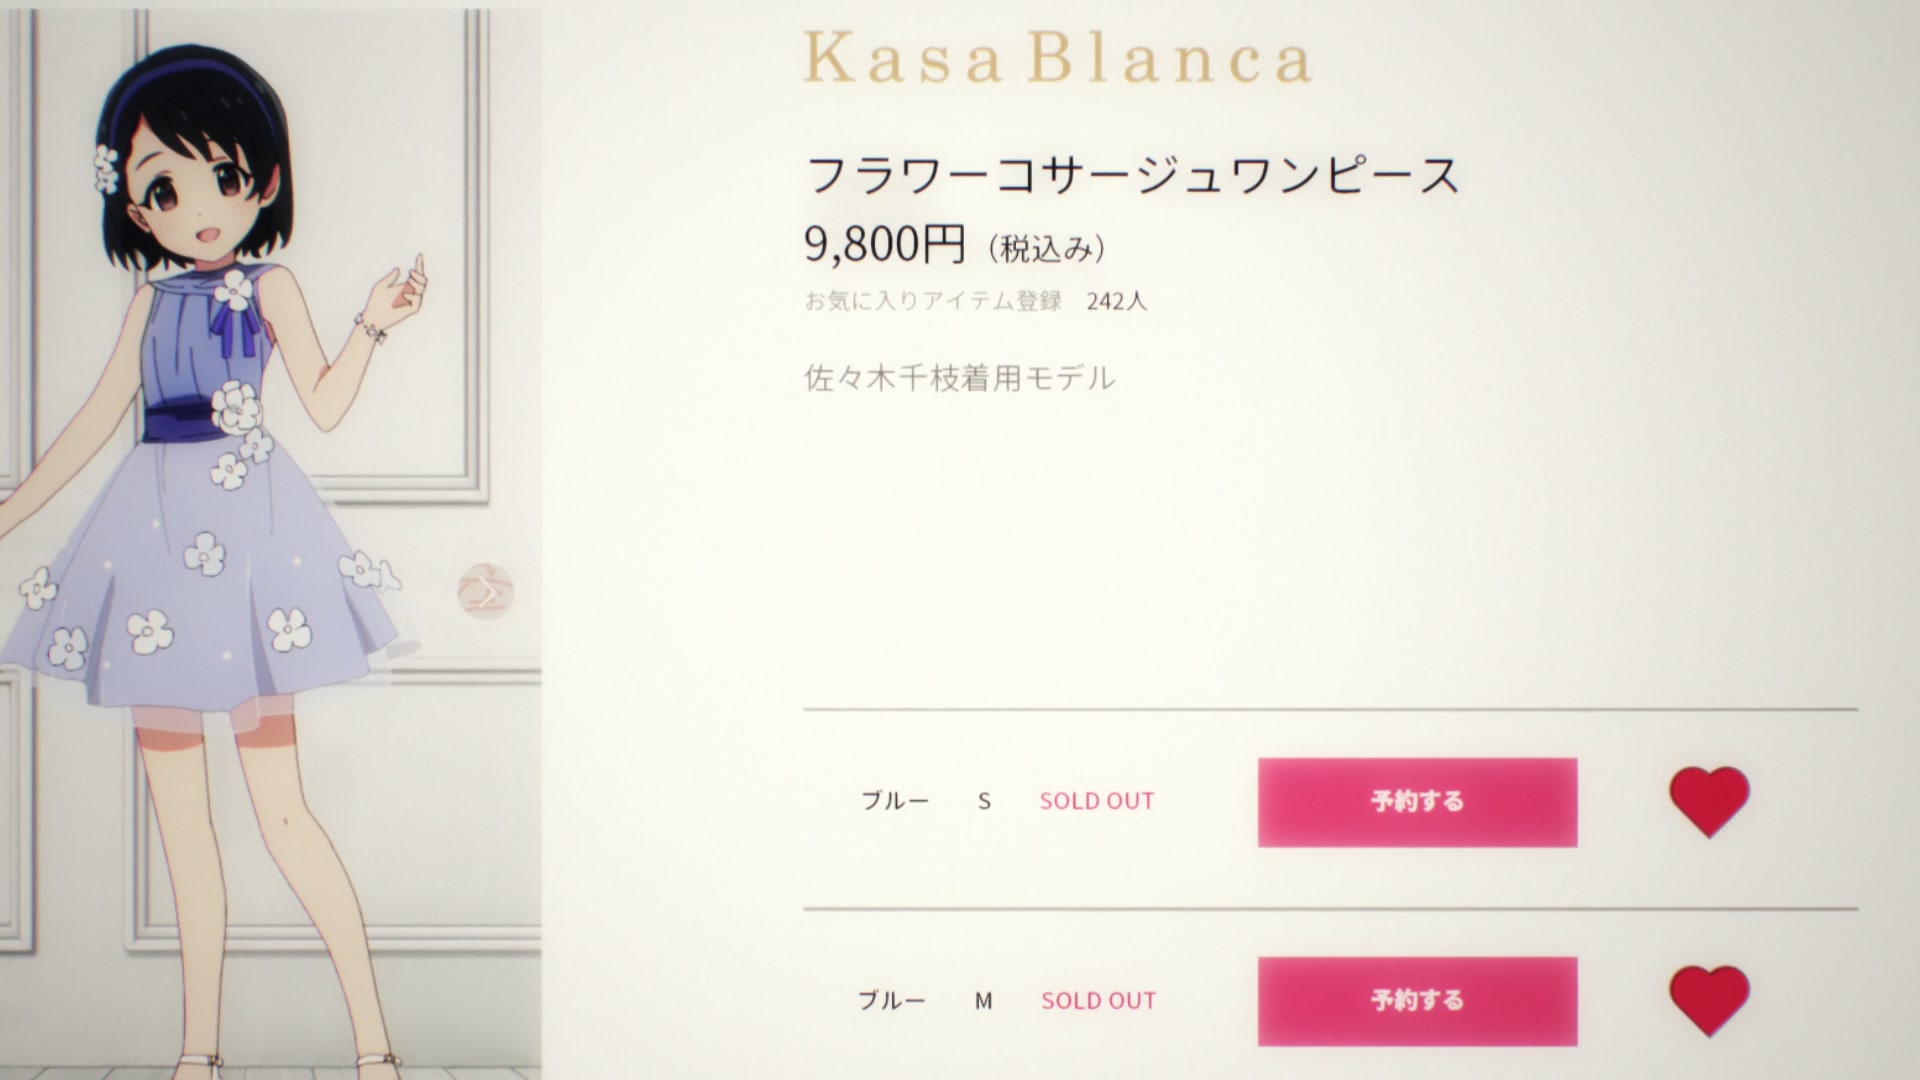 Kasa Blanca
フラワーコサージュワンピース
9,800円 (税込み)
お気に入りアイテム登録 242人
佐々木千枝着用モデル
ブルー S SOLD OUT 予約する
ブルー M SOLD OUT 予約する